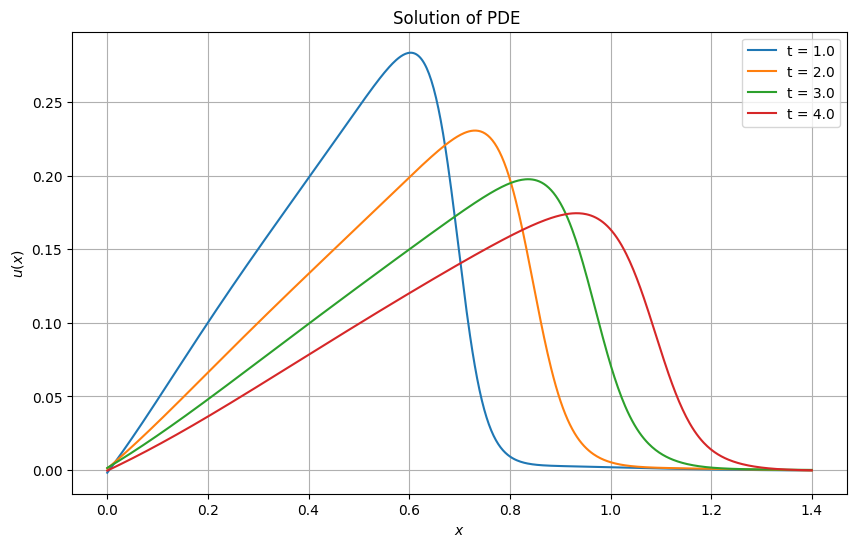 Solution of PDE
t = 1.0
t = 2.0
t = 3.0
t = 4.0
u(x)
0.25
0.20
0.15
0.10
0.05
0.00
0.0 0.2 0.4 0.6 0.8 1.0 1.2 1.4
x